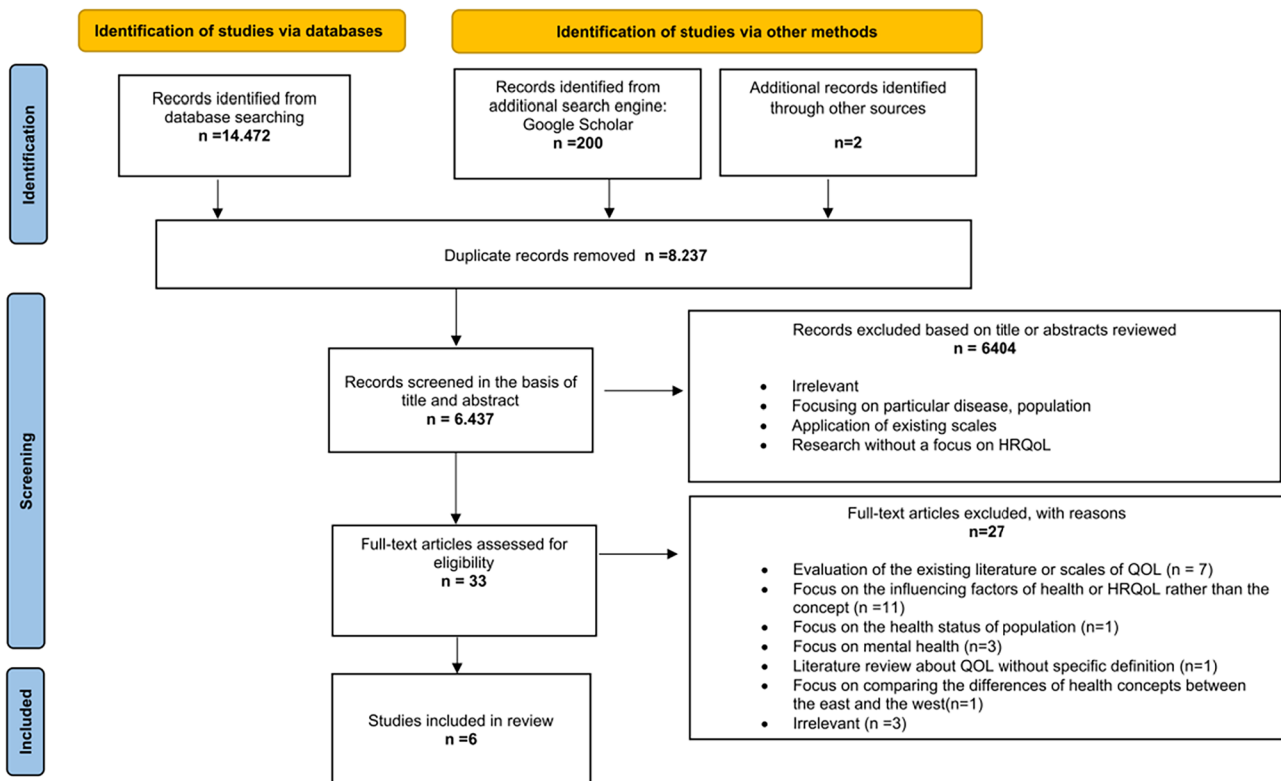 Identification of studies via databases
Identification of studies via other methods
Identification
Records identified from
database searching
n =14.472
Records identified from
additional search engine:
Google Scholar
n =200
Additional records identified
through other sources
n=2
Duplicate records removed n =8.237
Screening
Records screened in the basis of
title and abstract
n = 6.437
Records excluded based on title or abstracts reviewed
n = 6404
• Irrelevant
• Focusing on particular disease, population
• Application of existing scales
• Research without a focus on HRQoL
Full-text articles assessed for
eligibility
n = 33
Full-text articles excluded, with reasons
n=27
• Evaluation of the existing literature or scales of QOL (n = 7)
• Focus on the influencing factors of health or HRQoL rather than the
concept (n =11)
• Focus on the health status of population (n=1)
• Focus on mental health (n=3)
• Literature review about QOL without specific definition (n=1)
• Focus on comparing the differences of health concepts between
the east and the west(n=1)
• Irrelevant (n =3)
Included
Studies included in review
n =6